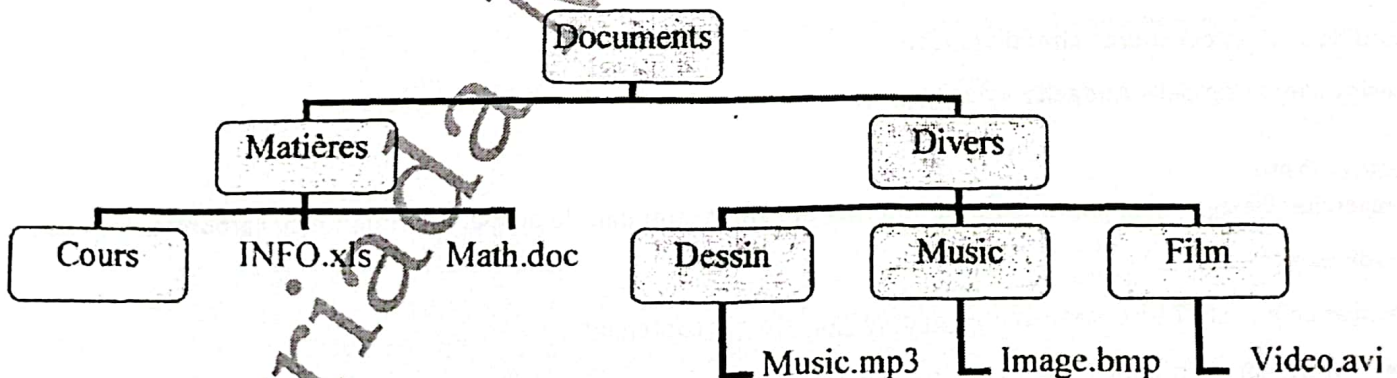 Documents
Matières
Divers
Cours
INFO.xls
Math.doc
Dessin
Music
Film
Music.mp3
Image.bmp
Video.avi